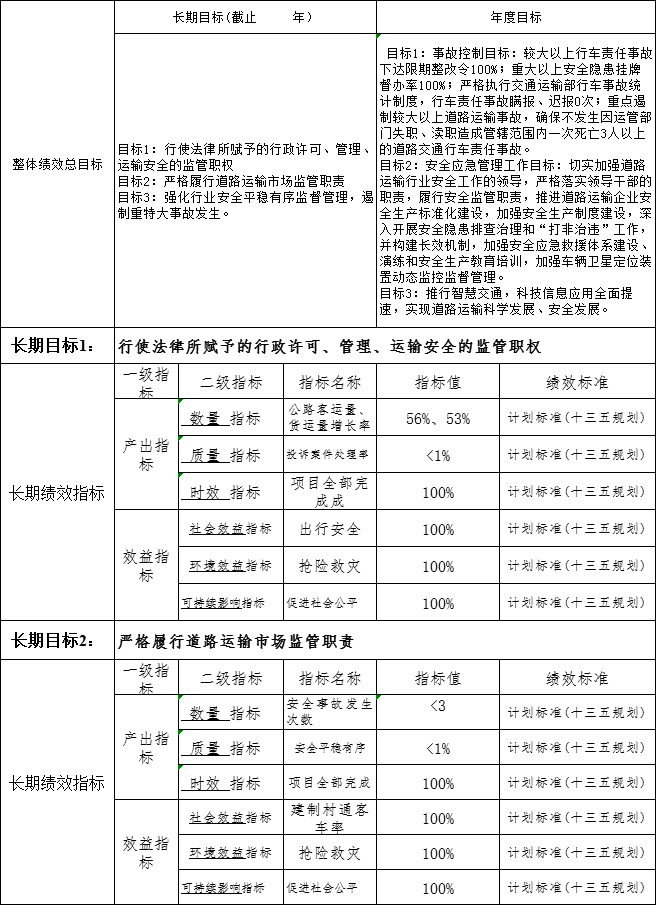 长期目标(截止 年) 年度目标
整体绩效总目标
目标1：行使法律所赋予的行政许可、管理、
运输安全的监管职权
目标2：严格履行道路运输市场监管职责
目标3：强化行业安全平稳有序监督管理，遏
制重特大事故发生。
目标1：事故控制目标：较大以上行车责任事故
下达限期整改令100%；重大以上安全隐患挂牌
督办率100%；严格执行交通运输部行车事故统
计制度，行车责任事故瞒报、迟报0次；重点遏
制较大以上道路运输事故，确保不发生因运管部
门失职、渎职造成管辖范围内一次死亡3人以上
的道路交通行车责任事故。
目标2：安全应急管理工作目标：切实加强道路
运输行业安全工作的领导，严格落实领导干部的
职责，履行安全监管职责，推进道路运输企业安
全生产标准化建设，加强安全生产制度建设，深
入开展安全隐患排查治理和“打非治违”工作，
并构建长效机制，加强安全应急救援体系建设、
演练和安全生产教育培训，加强车辆卫星定位装
置动态监控监督管理。
目标3：推行智慧交通，科技信息应用全面提
速，实现道路运输科学发展、安全发展。
长期目标1： 行使法律所赋予的行政许可、管理、运输安全的监管职权
长期绩效指标
一级指
标
二级指标 指标名称 指标值 绩效标准
产出指
标
数量 指标 公路客运量、
货运量增长率 56%、53% 计划标准(十三五规划)
质量 指标 投诉案件处理率 <1% 计划标准(十三五规划)
时效 指标 项目全部完
成成 100% 计划标准(十三五规划)
效益指
标
社会效益指标 出行安全 100% 计划标准(十三五规划)
环境效益指标 抢险救灾 100% 计划标准(十三五规划)
可持续影响指标 促进社会公平 100% 计划标准(十三五规划)
长期目标2： 严格履行道路运输市场监管职责
长期绩效指标
一级指
标
二级指标 指标名称 指标值 绩效标准
产出指
标
数量 指标 安全事故发生
次数 <3 计划标准(十三五规划)
质量 指标 安全平稳有序 <1% 计划标准(十三五规划)
时效 指标 项目全部完成 100% 计划标准(十三五规划)
效益指
标
社会效益指标 建制村通客
车率 100% 计划标准(十三五规划)
环境效益指标 抢险救灾 100% 计划标准(十三五规划)
可持续影响指标 促进社会公平 100% 计划标准(十三五规划)